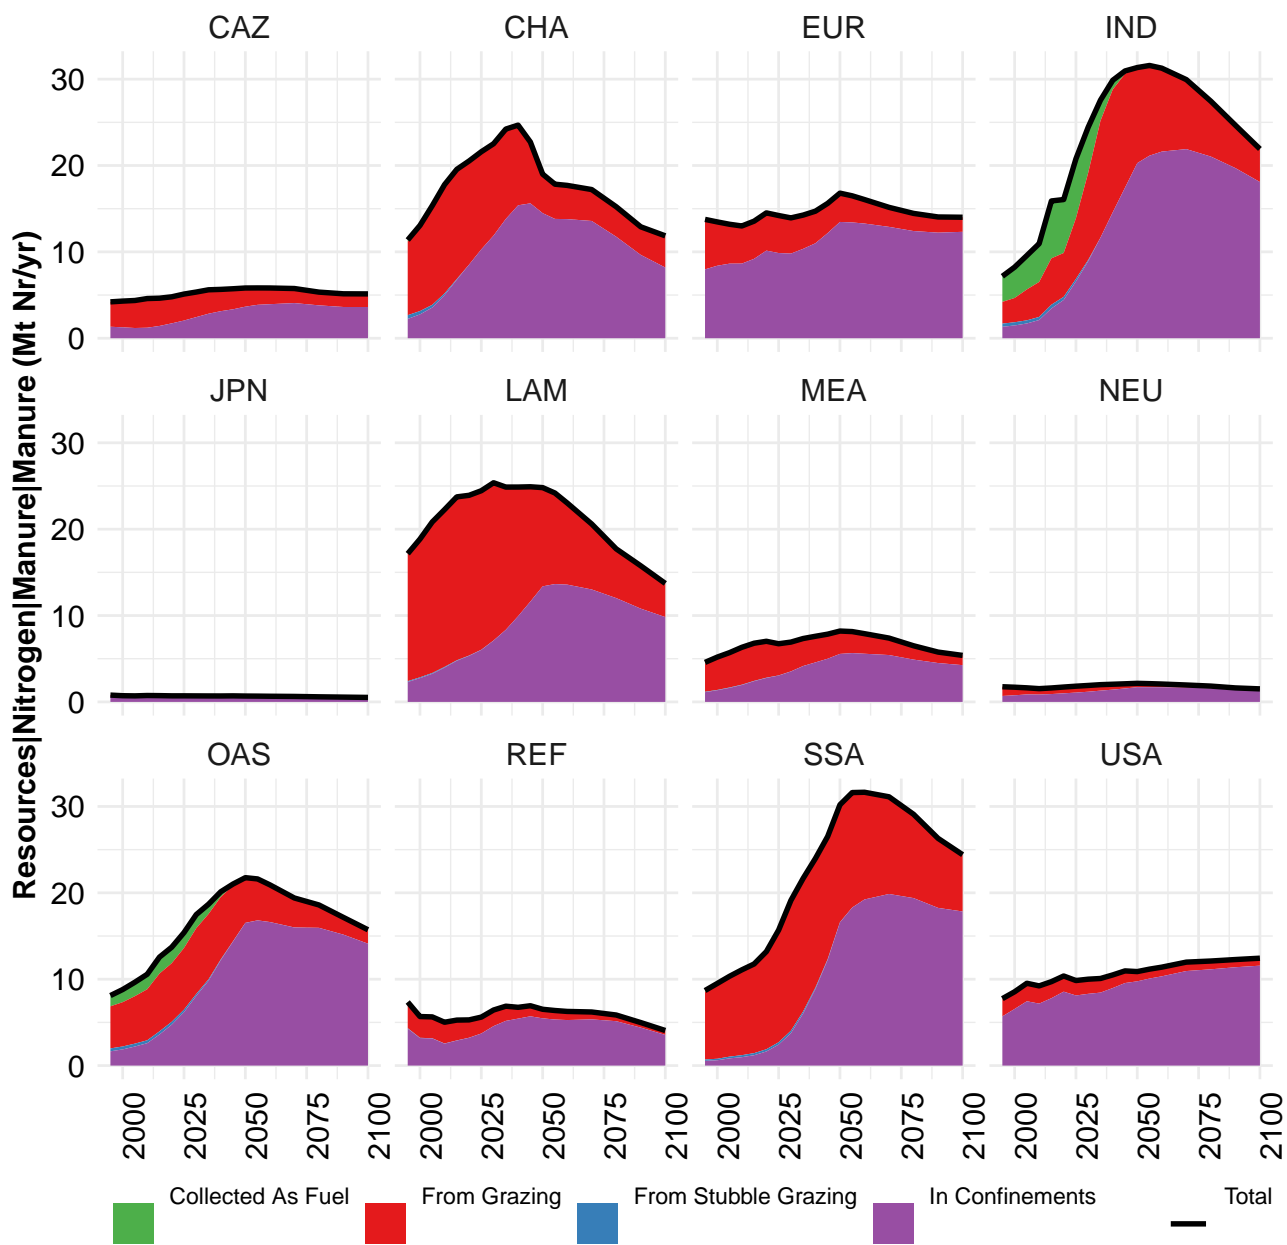 CAZ CHA EUR IND
30
20
10
0
JPN LAM MEA NEU
30
20
10
0
OAS REF SSA USA
30
20
10
0
Resources|Nitrogen|Manure|Manure (Mt Nr/yr)
2000 2025 2050 2075 2100 2000 2025 2050 2075 2100 2000 2025 2050 2075 2100 2000 2025 2050 2075 2100
Collected As Fuel From Grazing From Stubble Grazing In Confinements Total